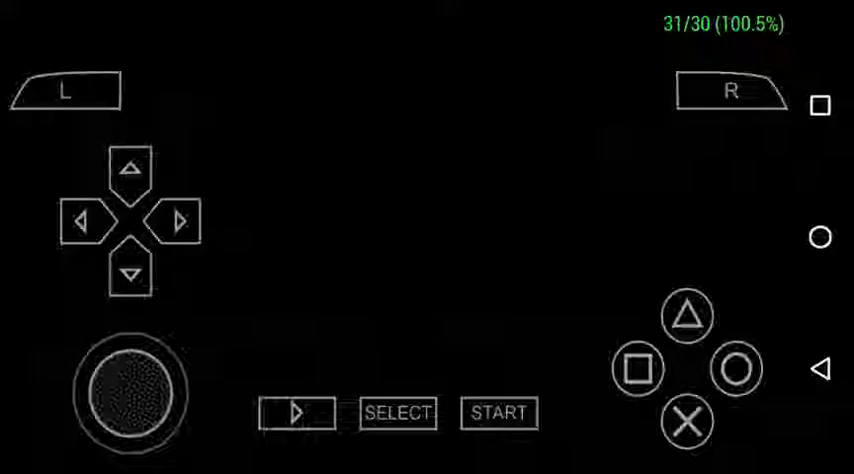 31/30 (100.5%)
L
R
SELECT
START